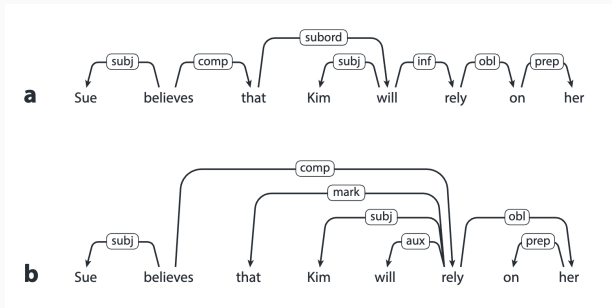 subord
subj comp subj inf obl prep
a Sue believes that Kim will rely on her
comp
mark
subj obl
subj aux prep
b Sue believes that Kim will rely on her